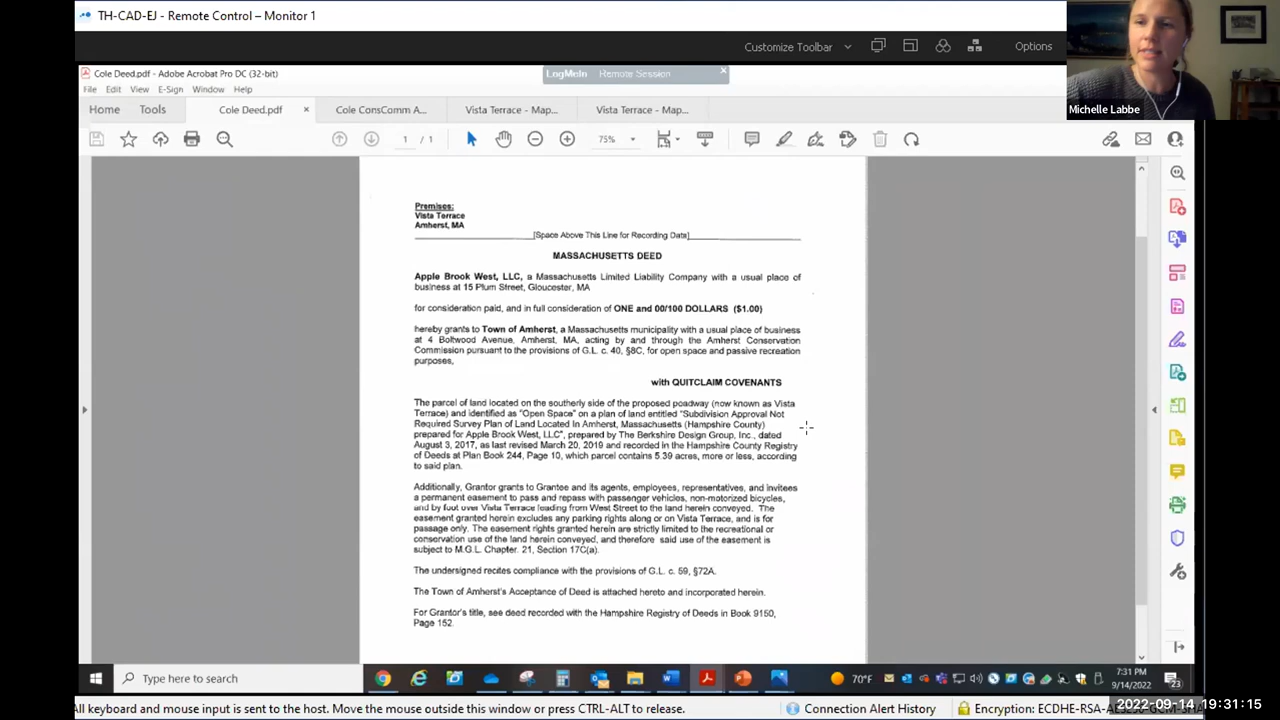 TH-CAD-EJ - Remote Control – Monitor 1
Customize Toolbar
Options
Michelle Labbe
Cole Deed.pdf - Adobe Acrobat Pro DC (32-bit)
LogMeIn Remote Session
File Edit View E-Sign Window Help
Home Tools Cole Deed.pdf × Cole ConsComm A... Vista Terrace - Map... Vista Terrace - Map...
1 / 1 75%
Premises:
Vista Terrace
Amherst, MA
[Space Above This Line for Recording Data]
MASSACHUSETTS DEED
Apple Brook West, LLC, a Massachusetts Limited Liability Company with a usual place of
business at 15 Plum Street, Gloucester, MA
for consideration paid, and in full consideration of ONE and 00/100 DOLLARS ($1.00)
hereby grants to Town of Amherst, a Massachusetts municipality with a usual place of business
at 4 Boltwood Avenue, Amherst, MA, acting by and through the Amherst Conservation
Commission pursuant to the provisions of G.L. c. 40, §8C, for open space and passive recreation
purposes,
with QUITCLAIM COVENANTS
The parcel of land located on the southerly side of the proposed roadway (now known as Vista
Terrace) and identified as "Open Space" on a plan of land entitled "Subdivision Approval Not
Required Survey Plan of Land Located In Amherst, Massachusetts (Hampshire County)
prepared for Apple Brook West, LLC", prepared by The Berkshire Design Group, Inc., dated
August 3, 2017, as last revised March 20, 2019 and recorded in the Hampshire County Registry
of Deeds at Plan Book 244, Page 10, which parcel contains 5.39 acres, more or less, according
to said plan.
Additionally, Grantor grants to Grantee and its agents, employees, representatives, and invitees
a permanent easement to pass and repass with passenger vehicles, non-motorized bicycles,
and by foot over Vista Terrace leading from West Street to the land herein conveyed. The
easement granted herein excludes any parking rights along or on Vista Terrace, and is for
passage only. The easement rights granted herein are strictly limited to the recreational or
conservation use of the land herein conveyed, and therefore said use of the easement is
subject to M.G.L. Chapter. 21, Section 17C(a).
The undersigned recites compliance with the provisions of G.L. c. 59, §72A.
The Town of Amherst's Acceptance of Deed is attached hereto and incorporated herein.
For Grantor's title, see deed recorded with the Hampshire Registry of Deeds in Book 9150,
Page 152.
Type here to search
70°F
7:31 PM
9/14/2022
23
All keyboard and mouse input is sent to the host. Move the mouse outside this window or press CTRL-ALT to release.
Connection Alert History
Encryption: ECDHE-RSA-
2022-09-14 19:31:15